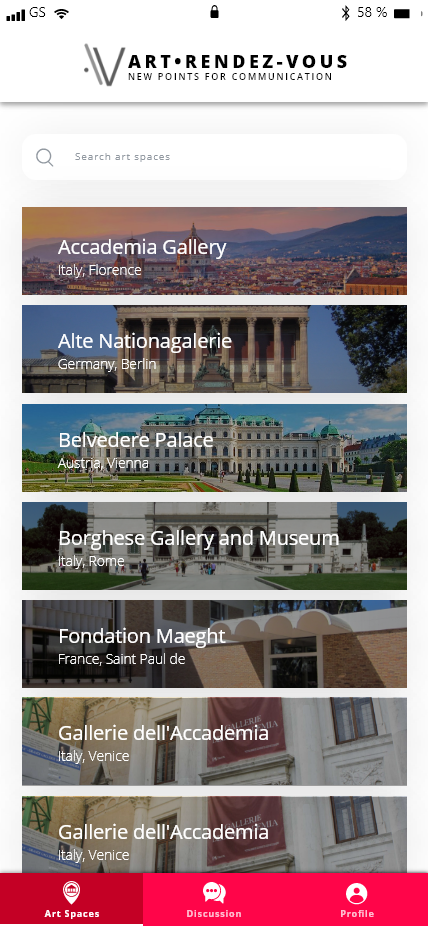 GS
58 %
ART•RENDEZ-VOUS
NEW POINTS FOR COMMUNICATION
Search art spaces
Accademia Gallery
Italy, Florence
Alte Nationagalerie
Germany, Berlin
Belvedere Palace
Austria, Vienna
Borghese Gallery and Museum
Italy, Rome
Fondation Maeght
France, Saint Paul de
GALLERIE
Gallerie dell'Accademia
Italy, Venice
GALLERIE
Gallerie dell'Accademia
Italy, Venice
Art Spaces
Discussion
Profile